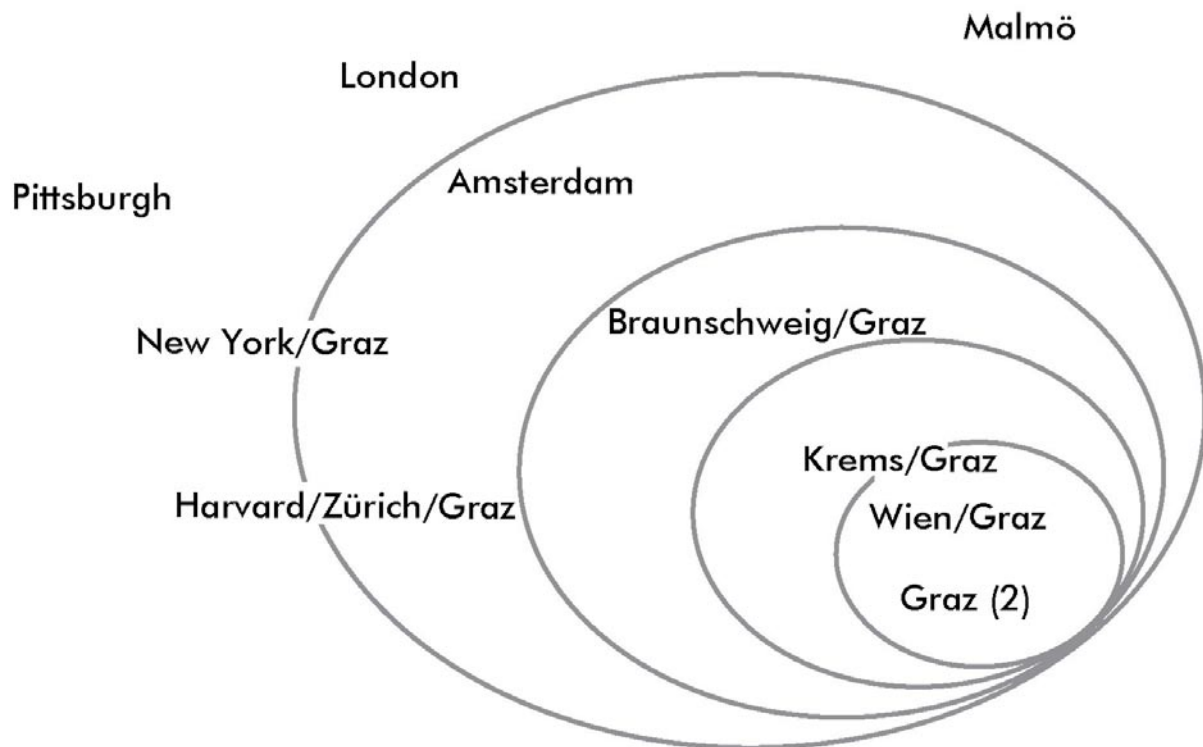 Malmö
London
Amsterdam
Pittsburgh
Braunschweig/Graz
New York/Graz
Krems/Graz
Harvard/Zürich/Graz
Wien/Graz
Graz (2)